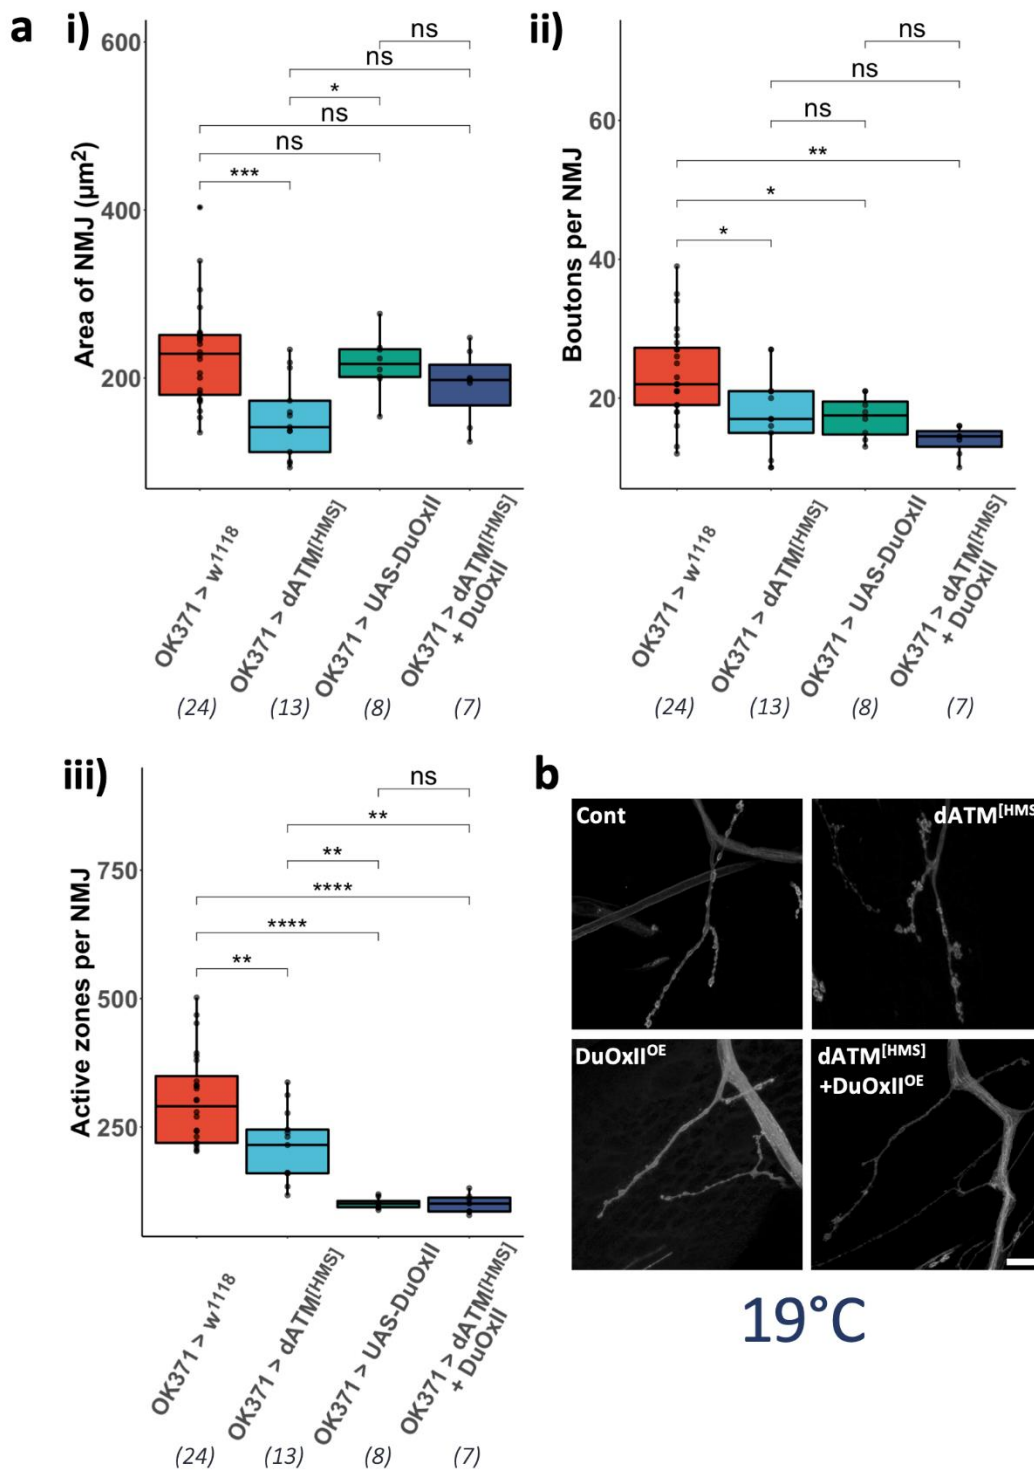 a
i)
ns
ns
*
ns
ns
***
Area of NMJ (μm²)
600
400
200
OK371 > w¹¹¹⁸
OK371 > dATM[HMS]
OK371 > UAS-DuOxII
OK371 > dATM[HMS]
+ DuOxII
(24)
(13)
(8)
(7)
ii)
ns
ns
ns
**
*
*
Boutons per NMJ
60
40
20
OK371 > w¹¹¹⁸
OK371 > dATM[HMS]
OK371 > UAS-DuOxII
OK371 > dATM[HMS]
+ DuOxII
(24)
(13)
(8)
(7)
iii)
ns
**
**
****
****
**
Active zones per NMJ
750
500
250
OK371 > w¹¹¹⁸
OK371 > dATM[HMS]
OK371 > UAS-DuOxII
OK371 > dATM[HMS]
+ DuOxII
(24)
(13)
(8)
(7)
b
Cont
dATM[HMS
DuOxIIᴼᴱ
dATM[HMS]
+DuOxIIᴼᴱ
19°C